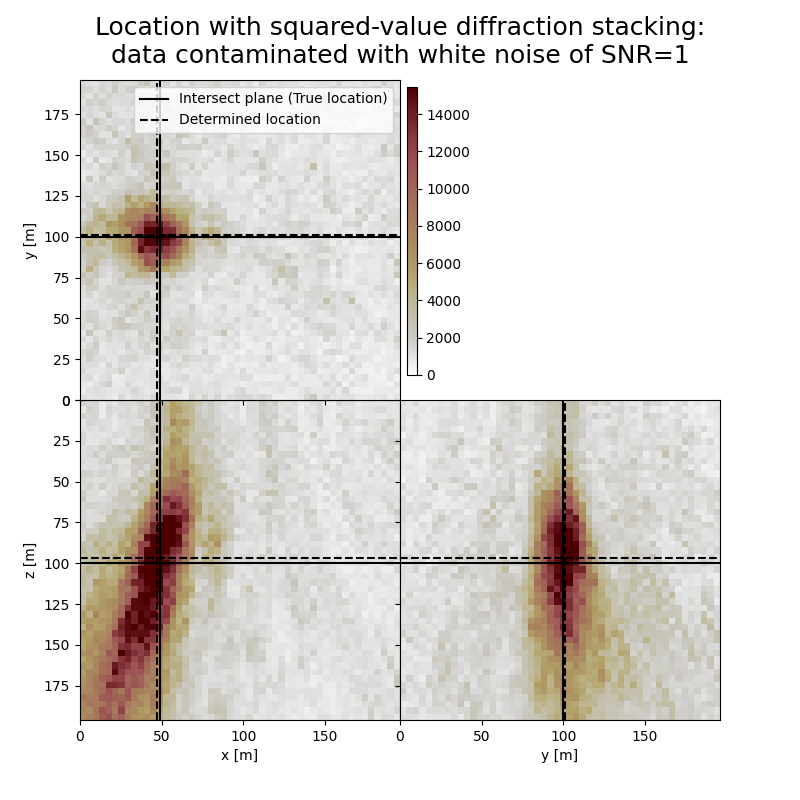 Location with squared-value diffraction stacking:
data contaminated with white noise of SNR=1
Intersect plane (True location)
Determined location
175
150
125
100
75
50
25
0
y [m]
14000
12000
10000
8000
6000
4000
2000
0
0
25
50
75
100
125
150
175
z [m]
0 50 100 150
x [m]
0 50 100 150
y [m]